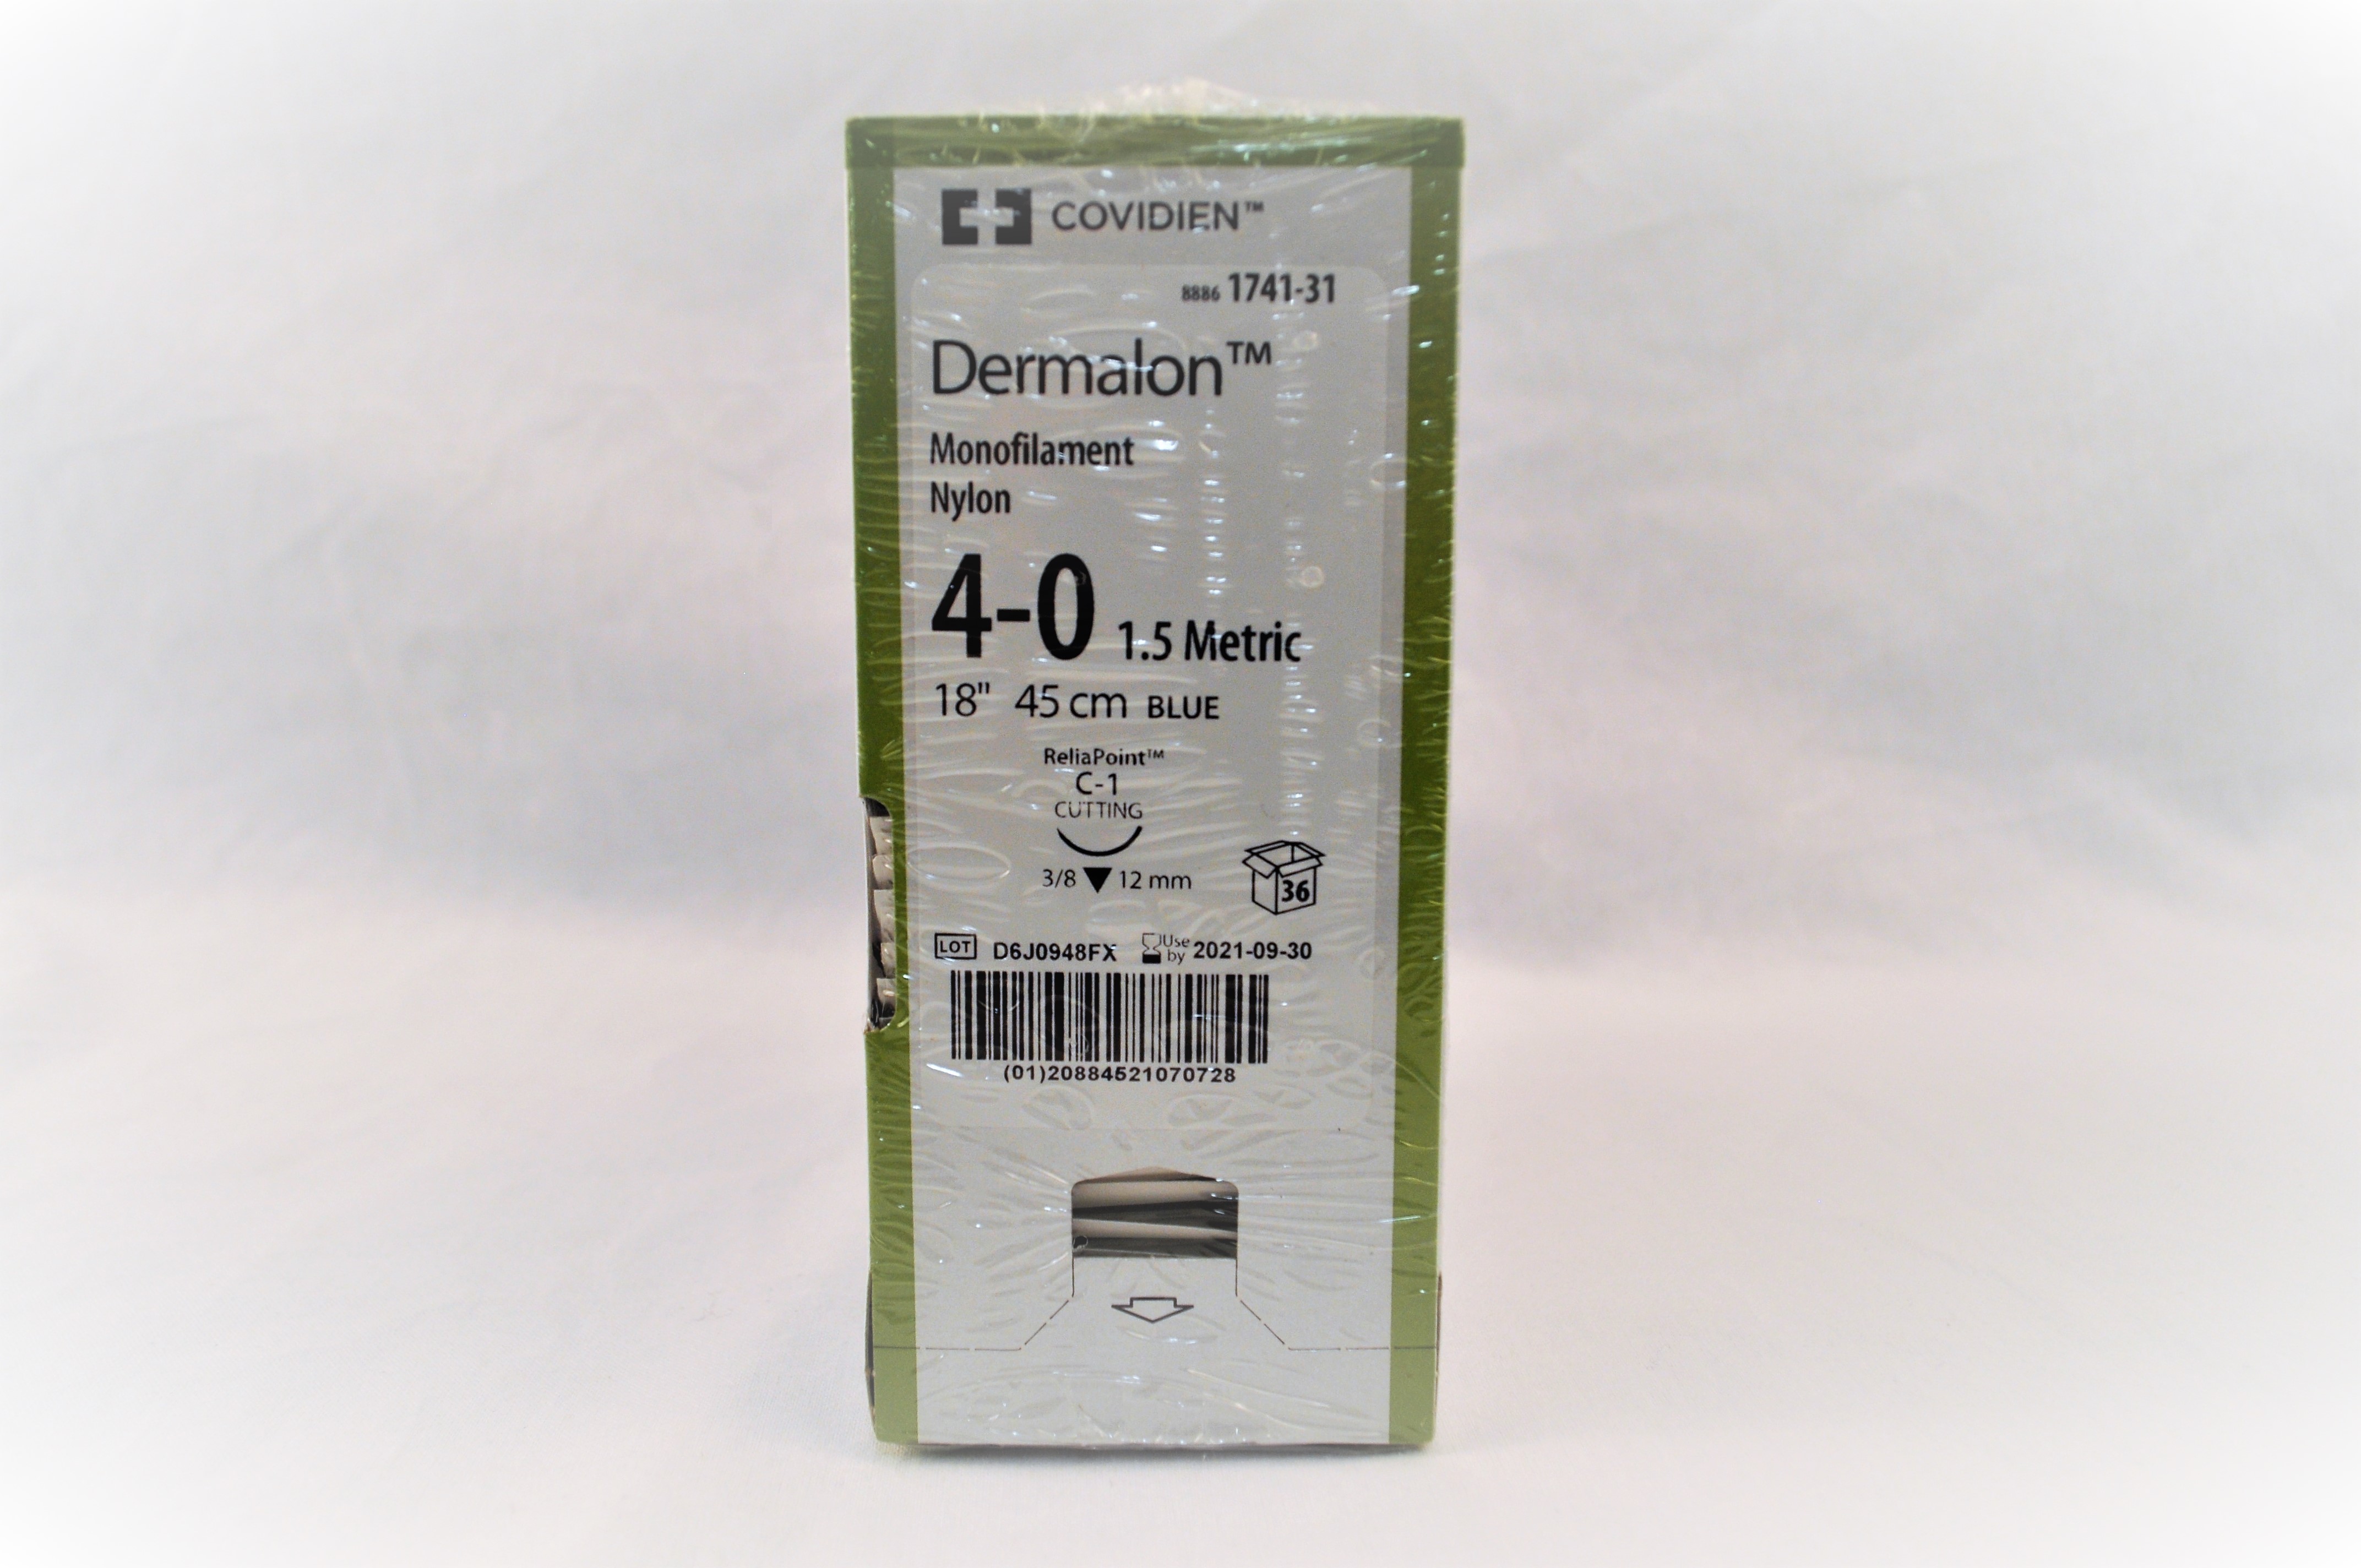 COVIDIEN™
8886 1741-31
Dermalon™
Monofilament
Nylon
4-0 1.5 Metric
18" 45 cm BLUE
ReliaPoint™
C-1
CUTTING
3/8 12 mm
36
LOT D6J0948FX Use by 2021-09-30
(01)20884521070728